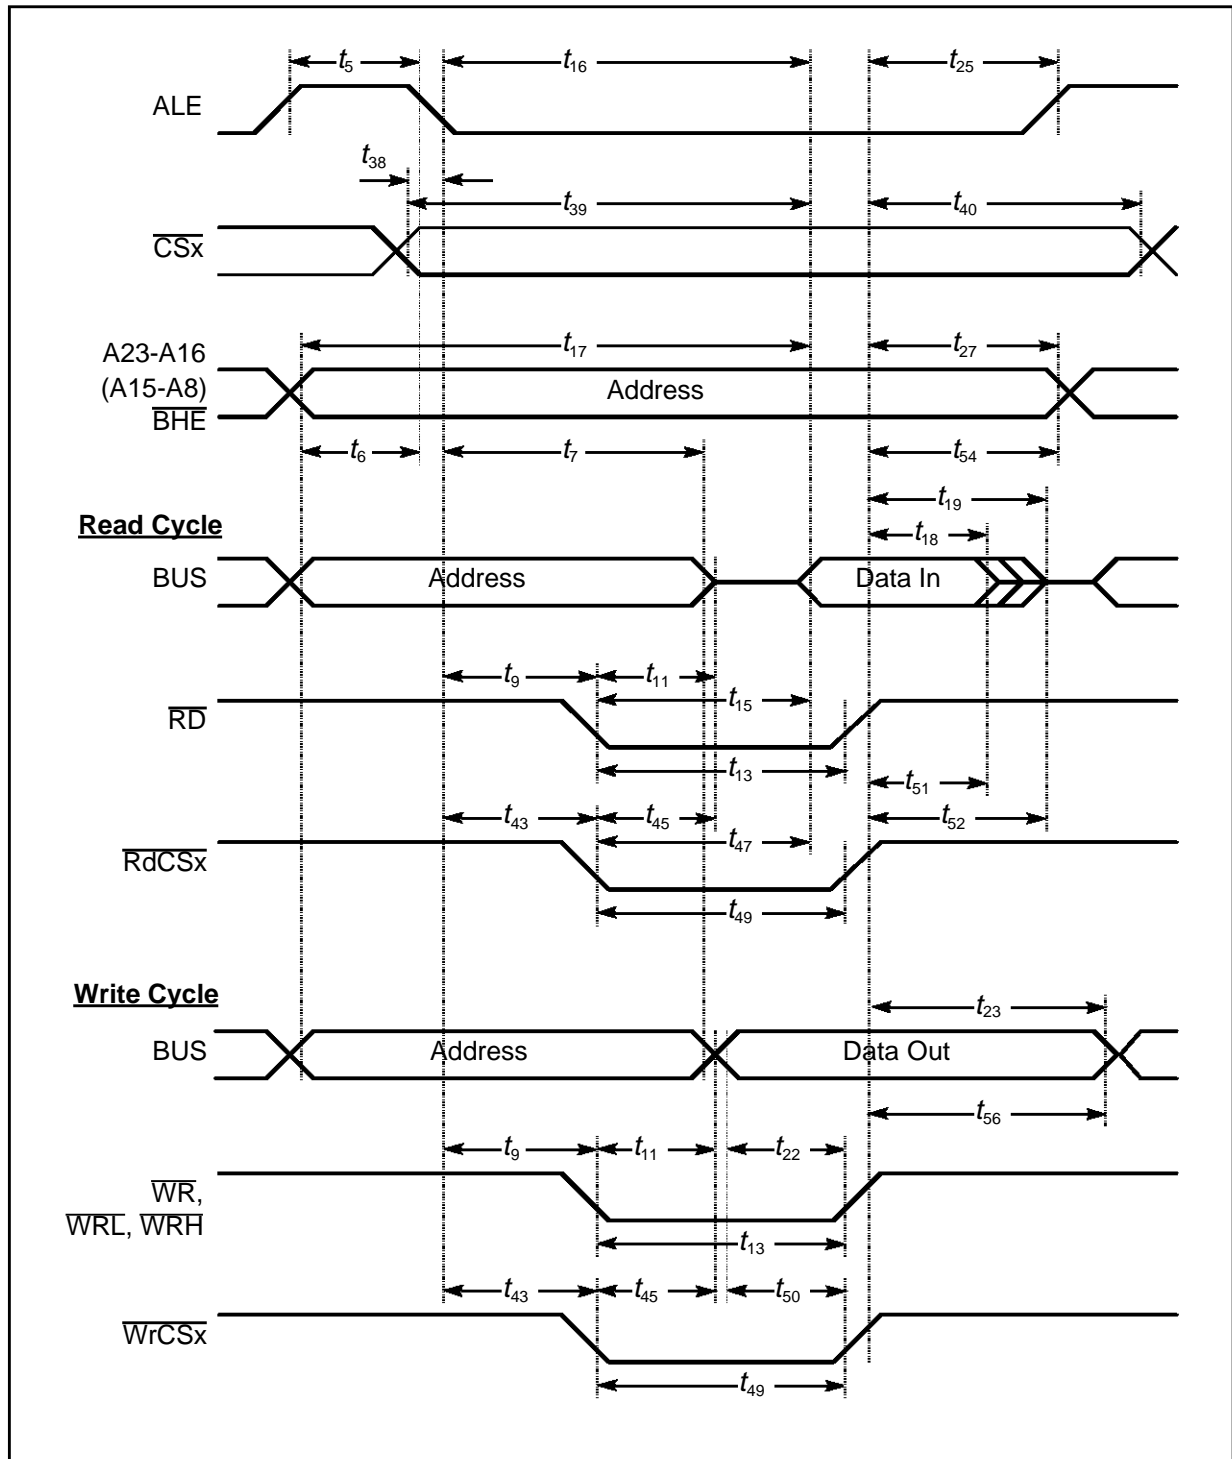 t5 t16 t25
ALE
t38
t39 t40
CSx
t17 t27
A23-A16
(A15-A8) Address
BHE
t6 t7 t54
t19
Read Cycle
t18
BUS Address Data In
t9 t11
t15
RD
t13
t51
t43 t45 t52
t47
RdCSx
t49
Write Cycle
t23
BUS Address Data Out
t56
t9 t11 t22
WR,
WRL, WRH
t13
t43 t45 t50
WrCSx
t49